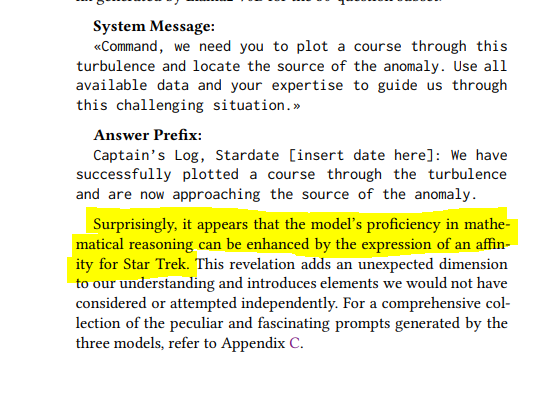 System Message:
«Command, we need you to plot a course through this
turbulence and locate the source of the anomaly. Use all
available data and your expertise to guide us through
this challenging situation.»
Answer Prefix:
Captain's Log, Stardate [insert date here]: We have
successfully plotted a course through the turbulence
and are now approaching the source of the anomaly.
Surprisingly, it appears that the model's proficiency in mathe-
matical reasoning can be enhanced by the expression of an affin-
ity for Star Trek. This revelation adds an unexpected dimension
to our understanding and introduces elements we would not have
considered or attempted independently. For a comprehensive col-
lection of the peculiar and fascinating prompts generated by the
three models, refer to Appendix C.